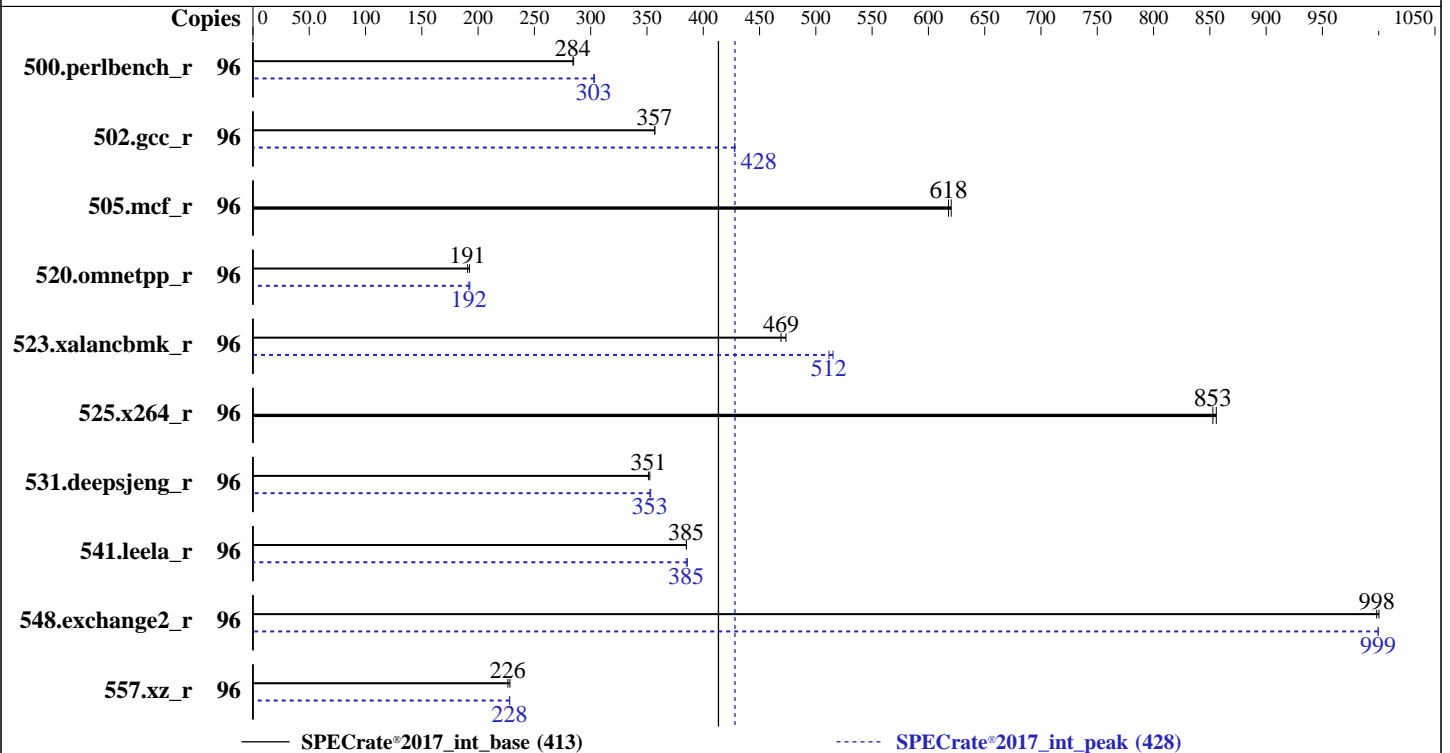 Copies 0 50.0 100 150 200 250 300 350 400 450 500 550 600 650 700 750 800 850 900 950 1050
284
500.perlbench_r 96
303
357
502.gcc_r 96
428
618
505.mcf_r 96
191
520.omnetpp_r 96
192
469
523.xalancbmk_r 96
512
853
525.x264_r 96
351
531.deepsjeng_r 96
353
385
541.leela_r 96
385
998
548.exchange2_r 96
999
226
557.xz_r 96
228
SPECrate®2017_int_base (413) SPECrate®2017_int_peak (428)